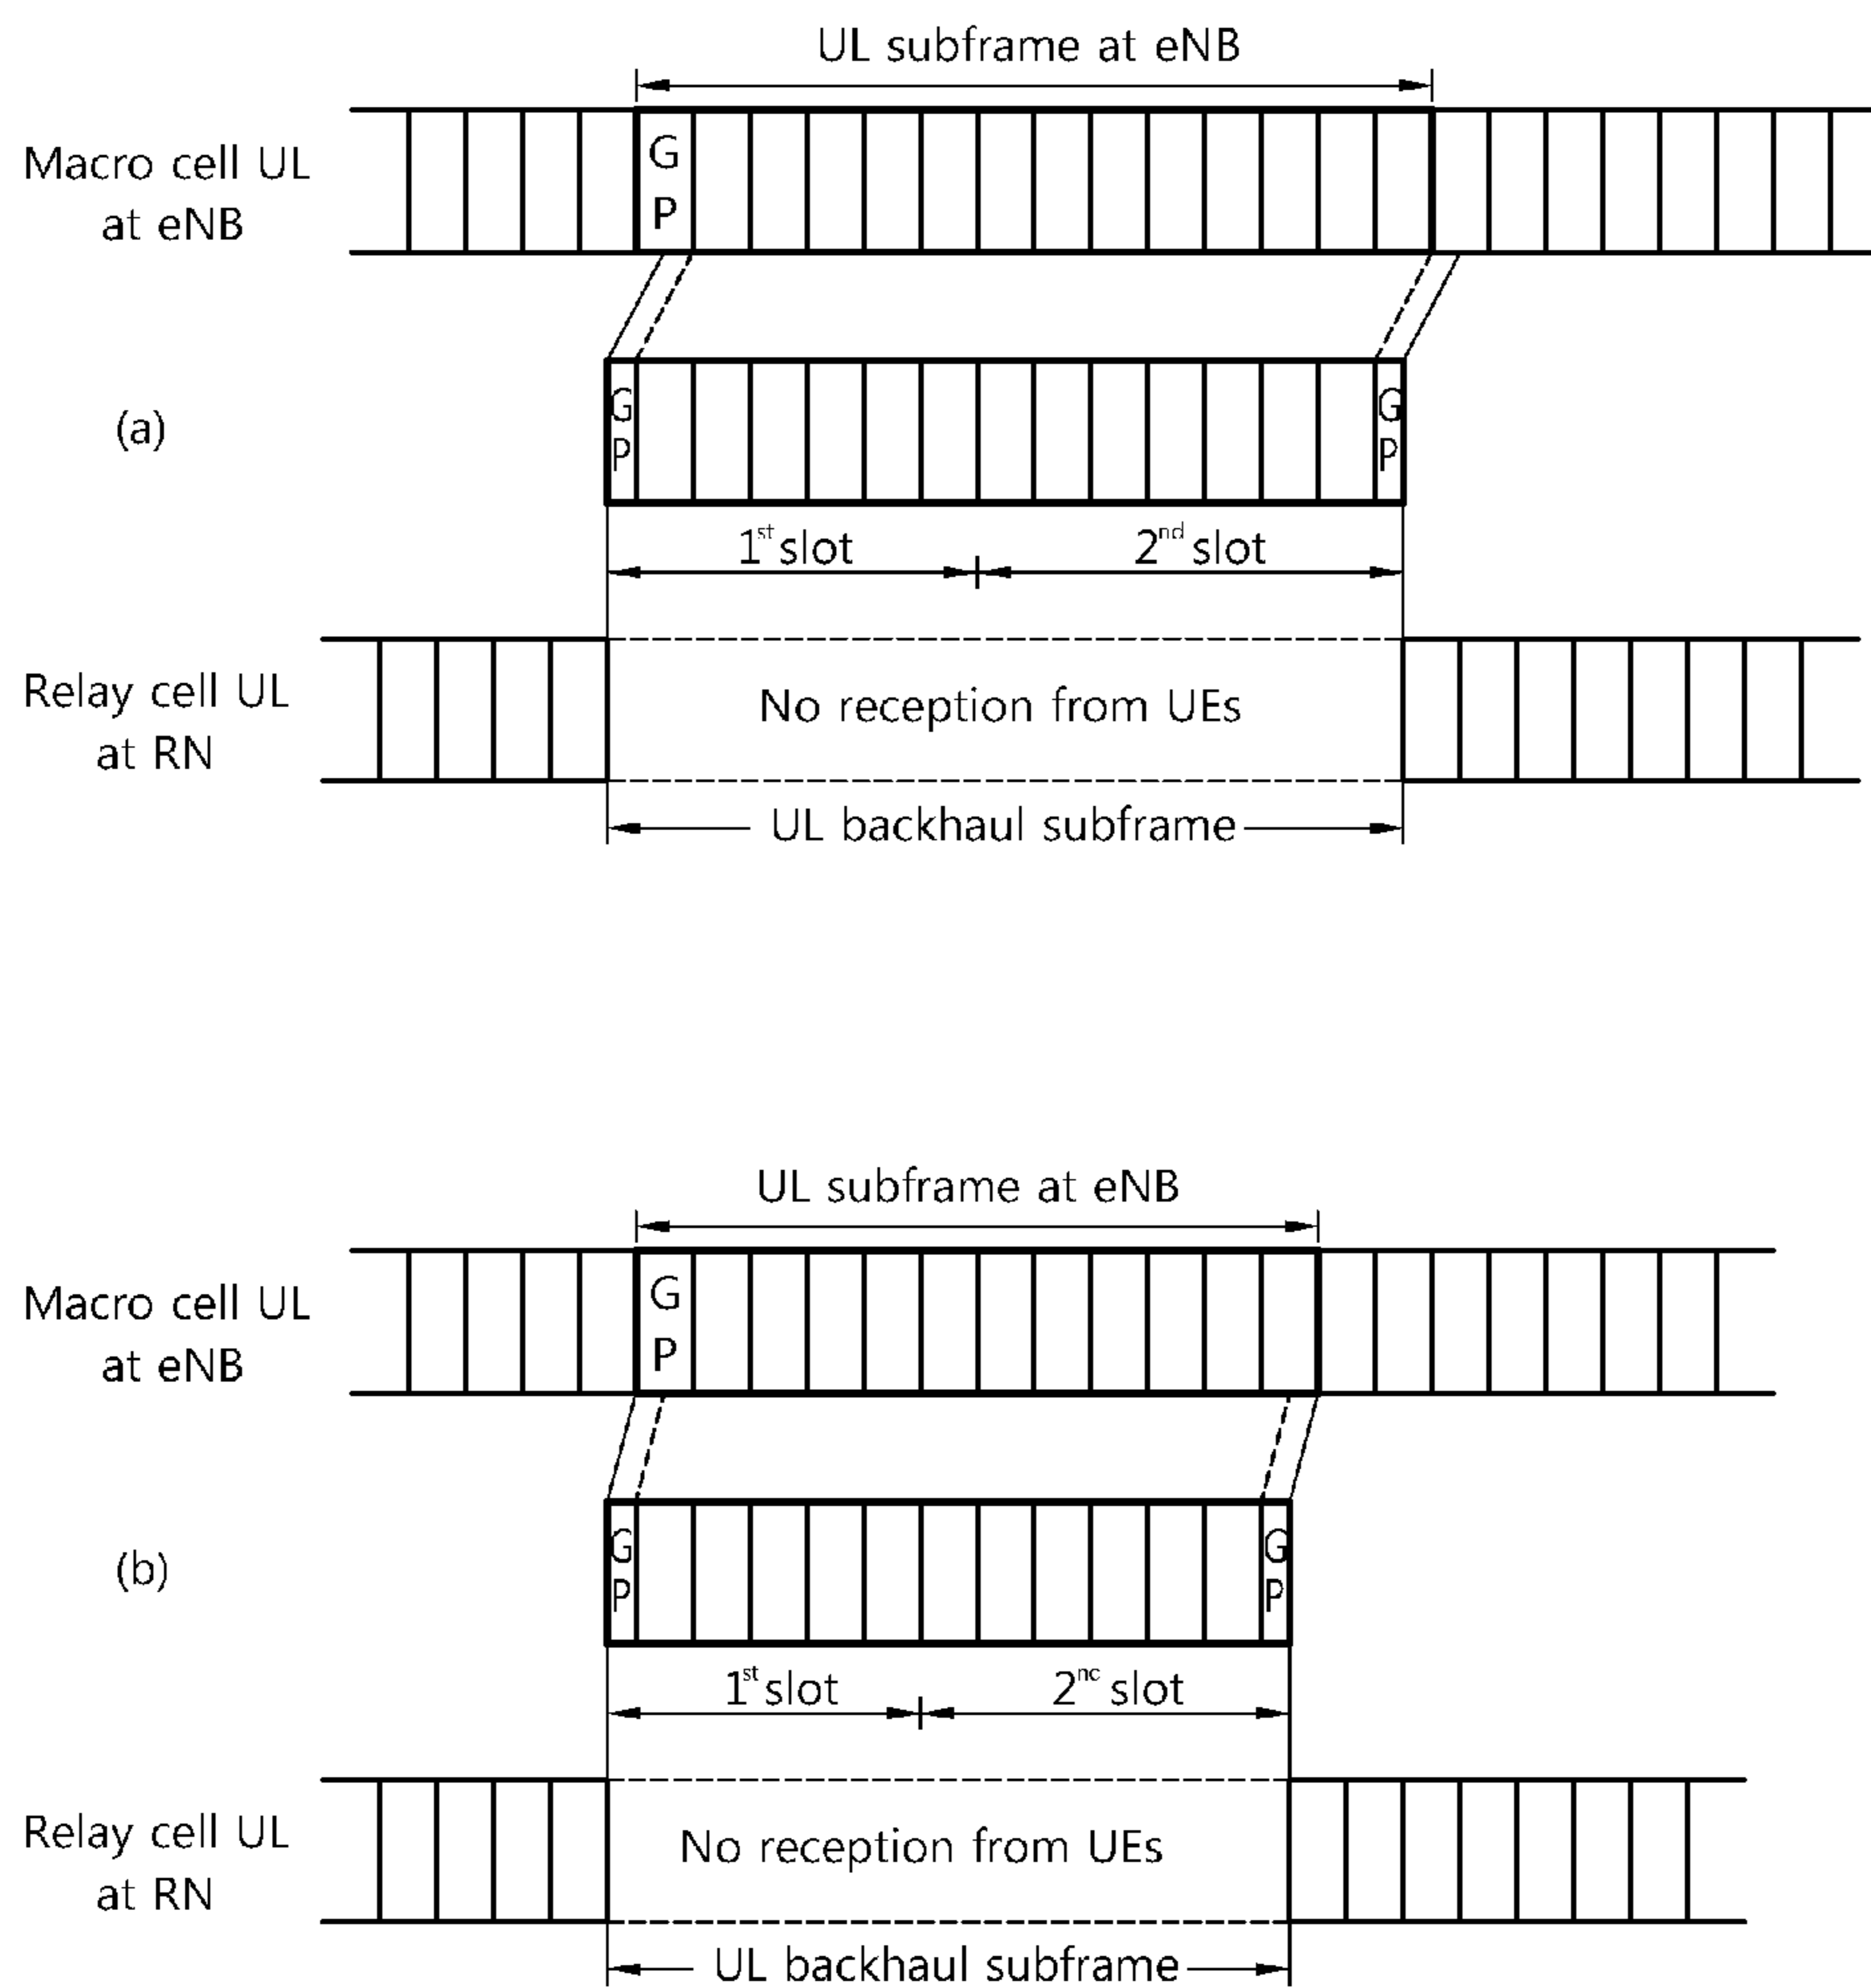 UL subframe at eNB
Macro cell UL
at eNB
G
P
(a)
G
P
G
P
1st slot
2nd slot
Relay cell UL
at RN
No reception from UEs
UL backhaul subframe
UL subframe at eNB
Macro cell UL
at eNB
G
P
(b)
G
P
G
P
1st slot
2nc slot
Relay cell UL
at RN
No reception from UEs
UL backhaul subframe